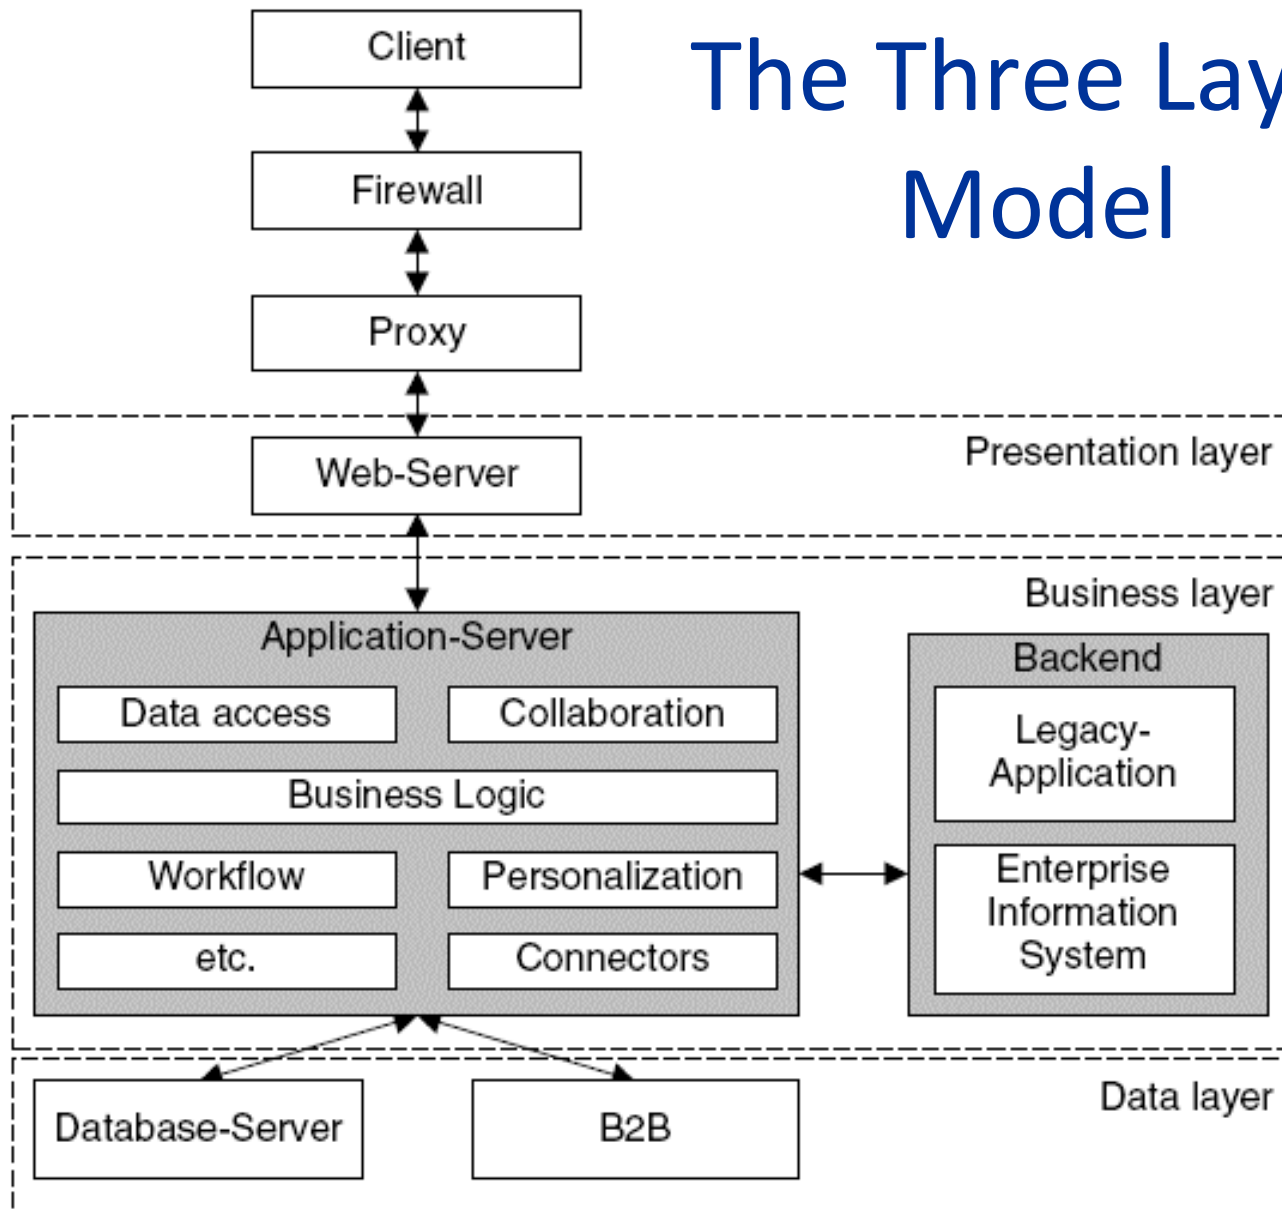 Client
The Three Lay
Model
Firewall
Proxy
Presentation layer
Web-Server
Business layer
Application-Server
Backend
Data access
Collaboration
Legacy-
Application
Business Logic
Workflow
Personalization
Enterprise
Information
System
etc.
Connectors
Data layer
Database-Server
B2B